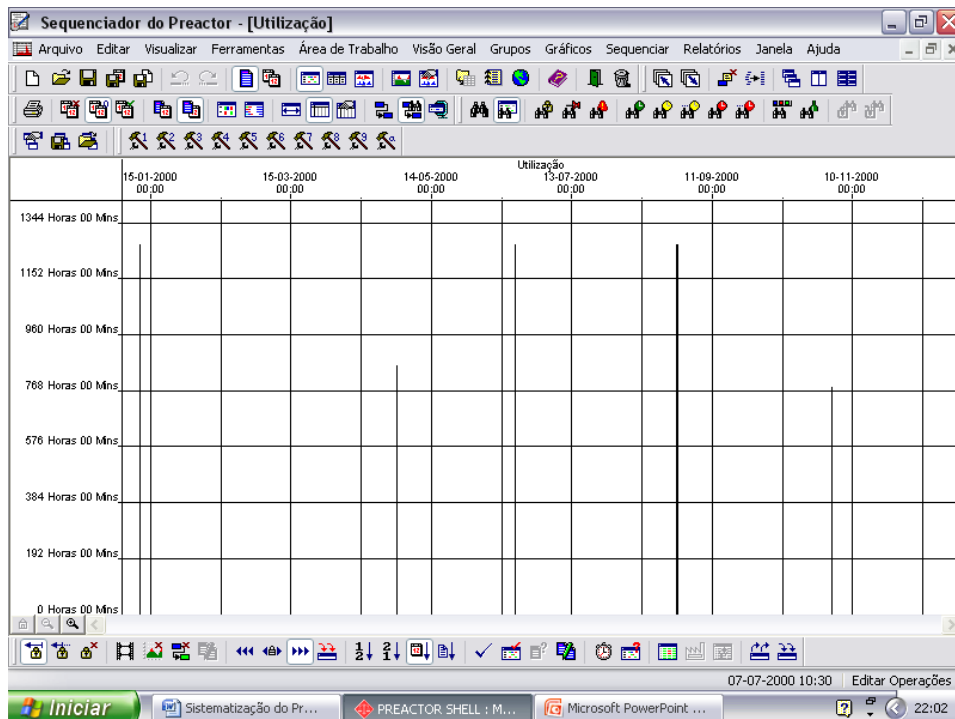 Sequenciador do Preactor - [Utilização]
Arquivo Editar Visualizar Ferramentas Área de Trabalho Visão Geral Grupos Gráficos Sequenciar Relatórios Janela Ajuda
Utilização
15-01-2000 15-03-2000 14-05-2000 13-07-2000 11-09-2000 10-11-2000
00:00 00:00 00:00 00:00 00:00 00:00
1344 Horas 00 Mins
1152 Horas 00 Mins
960 Horas 00 Mins
768 Horas 00 Mins
576 Horas 00 Mins
384 Horas 00 Mins
192 Horas 00 Mins
0 Horas 00 Mins
07-07-2000 10:30 Editar Operações
Iniciar Sistematização do Pr... PREACTOR SHELL : M... Microsoft PowerPoint ... 22:02